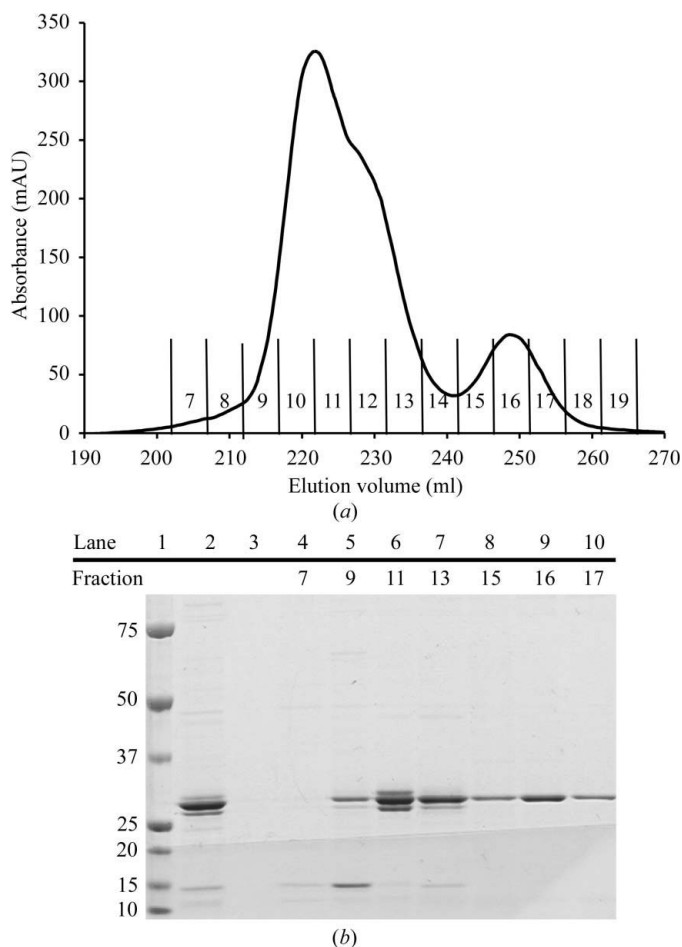 350
300
250
200
150
100
50
0
Absorbance (mAU)
7 8 9 10 11 12 13 14 15 16 17 18 19
190 200 210 220 230 240 250 260 270
Elution volume (ml)
(a)
Lane 1 2 3 4 5 6 7 8 9 10
Fraction 7 9 11 13 15 16 17
75
50
37
25
20
15
10
(b)